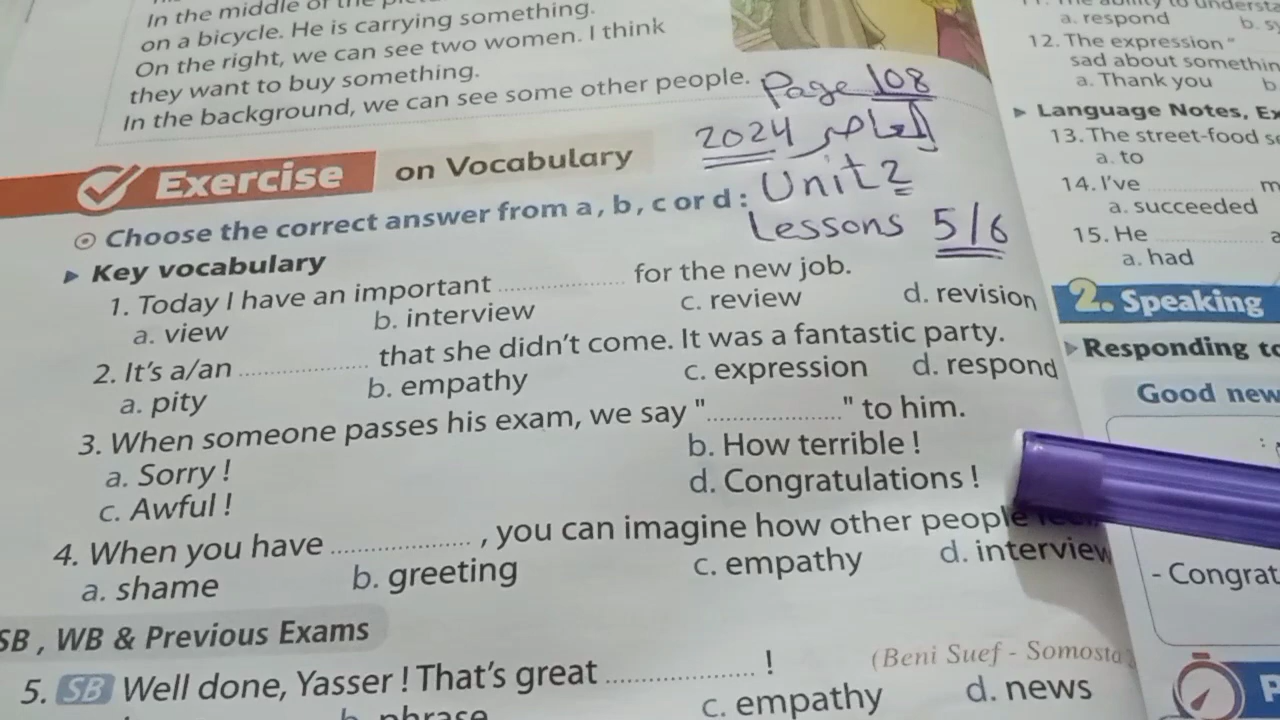 In the middle of the
on a bicycle. He is carrying something.
On the right, we can see two women. I think
they want to buy something.
In the background, we can see some other people.
Page 108
المعاصر 2024
Unit 2
Lessons 5/6
Exercise on Vocabulary
Choose the correct answer from a, b, c or d :
Key vocabulary
1. Today I have an important .................... for the new job.
a. view b. interview c. review d. revision
2. It's a/an .................... that she didn't come. It was a fantastic party.
a. pity b. empathy c. expression d. respond
3. When someone passes his exam, we say "...................." to him.
a. Sorry ! b. How terrible !
c. Awful ! d. Congratulations !
4. When you have .................... , you can imagine how other people
a. shame b. greeting c. empathy d. interview
SB , WB & Previous Exams
5. SB Well done, Yasser ! That's great .................... ! (Beni Suef - Somosta
b. phrase c. empathy d. news
a. respond b.
12. The expression "
sad about somethin
a. Thank you b
Language Notes, Ex
13. The street-food s
a. to
14. I've .................... m
a. succeeded
15. He .................... a
a. had
2. Speaking
Responding to
Good new
- Congrat
P